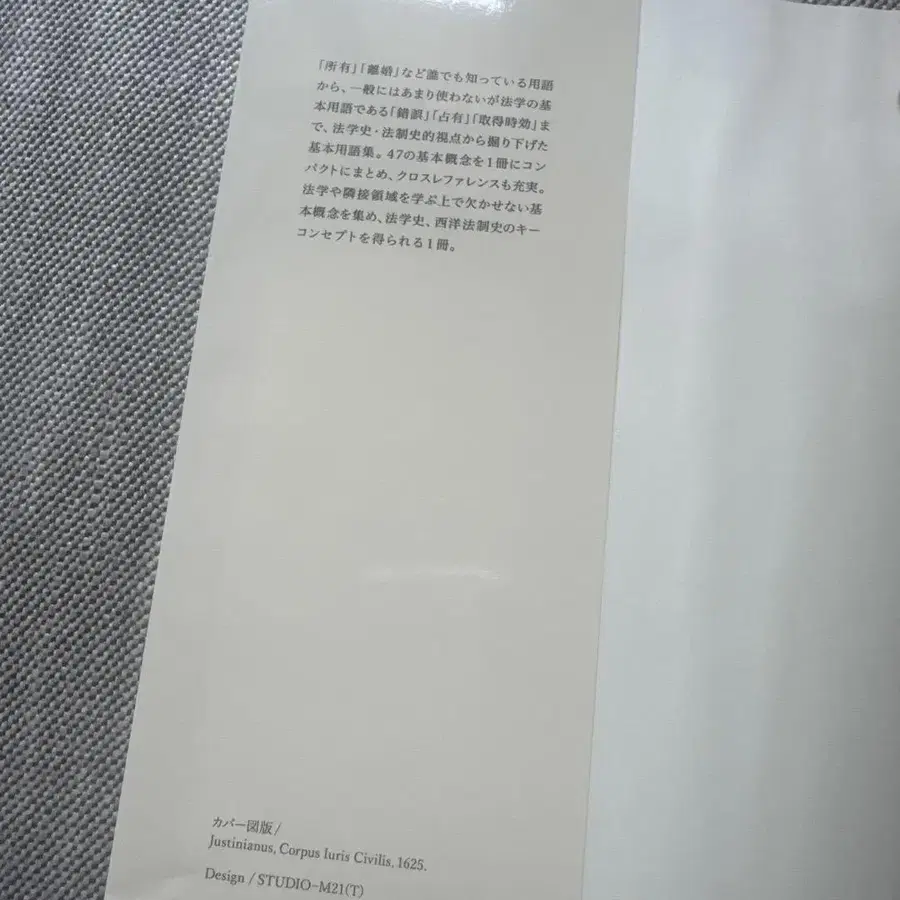 「所有」「離婚」など誰でも知っている用語
から、一般にはあまり使わないが法学の基
本用語である「錯誤」「占有」「取得時効」ま
で、法学史・法制史的視点から掘り下げた
基本用語集。47の基本概念を1冊にコン
パクトにまとめ、クロスレファレンスも充実。
法学や隣接領域を学ぶ上で欠かせない基
本概念を集め、法学史、西洋法制史のキー
コンセプトを得られる1冊。
カバー図版/
Justinianus, Corpus Iuris Civilis, 1625.
Design / STUDIO-M21(T)